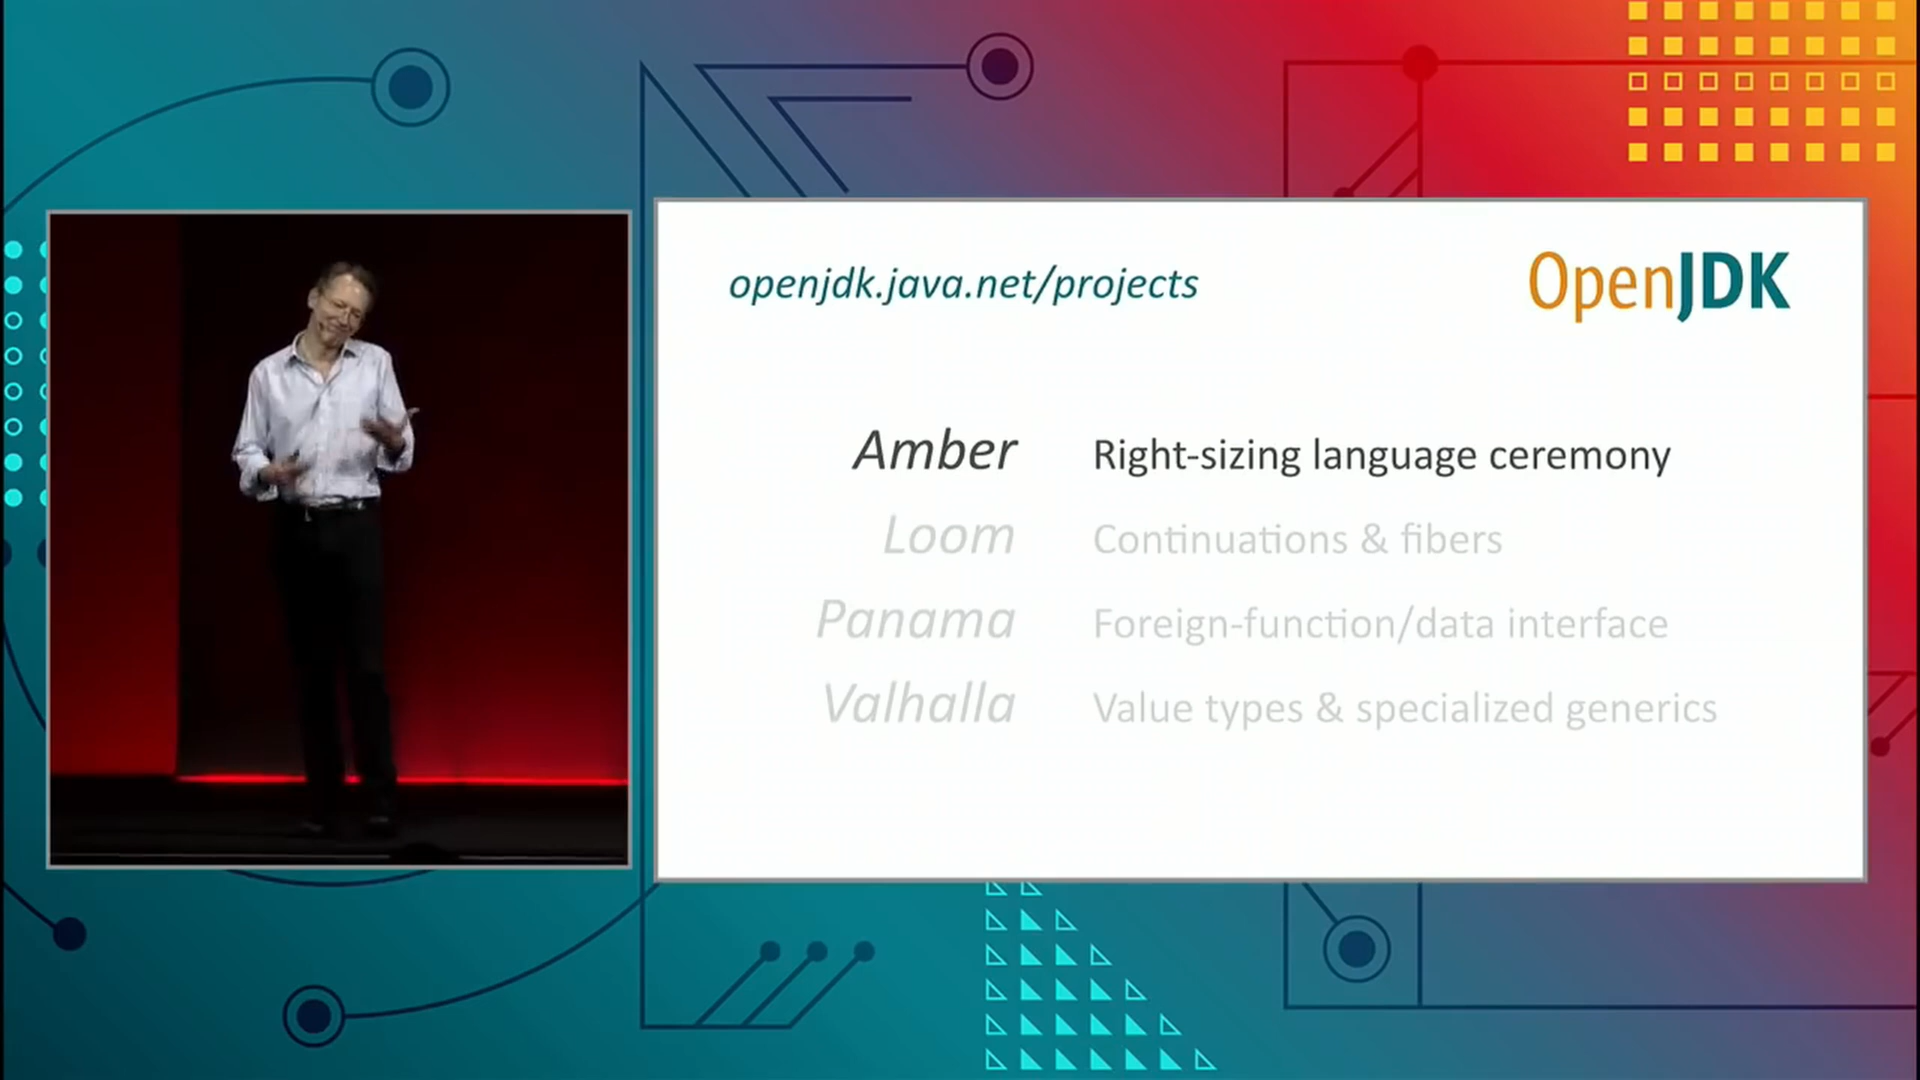 openjdk.java.net/projects
OpenJDK
Amber Right-sizing language ceremony
Loom Continuations & fibers
Panama Foreign-function/data interface
Valhalla Value types & specialized generics